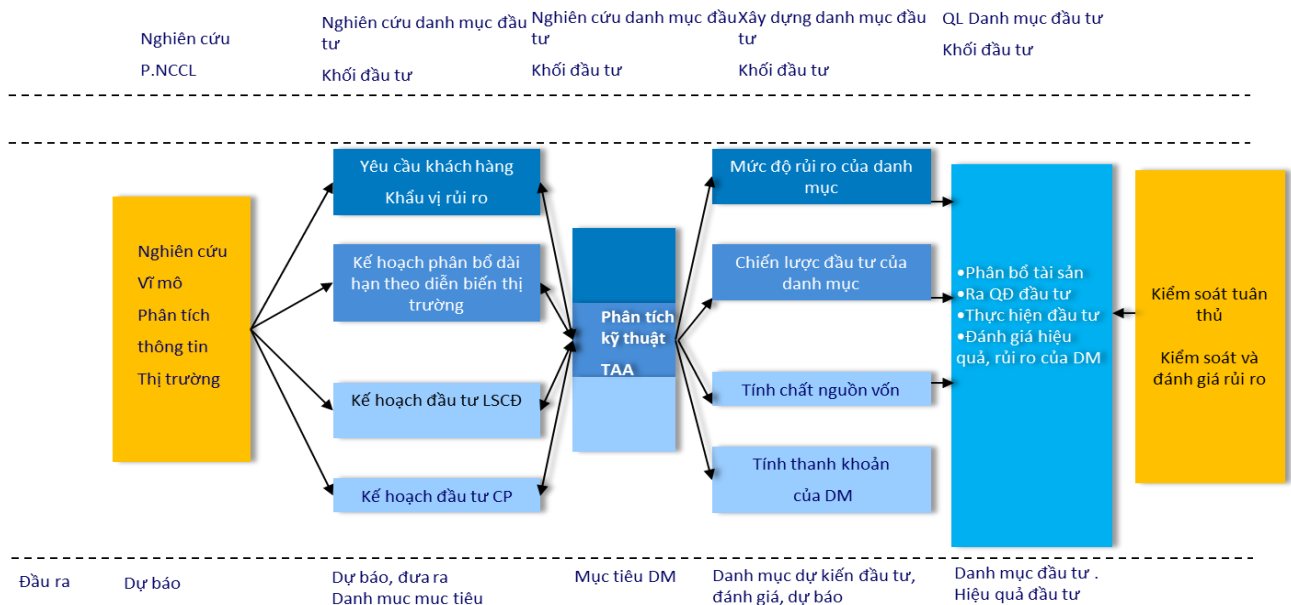 Nghiên cứu
P.NCCL
Nghiên cứu danh mục đầu
tư
Khối đầu tư
Nghiên cứu danh mục đầu
tư
Khối đầu tư
Xây dựng danh mục đầu
tư
Khối đầu tư
QL Danh mục đầu tư
Khối đầu tư
Nghiên cứu
Vĩ mô
Phân tích
thông tin
Thị trường
Yêu cầu khách hàng
Khẩu vị rủi ro
Kế hoạch phân bổ dài
hạn theo diễn biến thị
trường
Kế hoạch đầu tư LSCĐ
Kế hoạch đầu tư CP
Phân tích
kỹ thuật
TAA
Mức độ rủi ro của danh
mục
Chiến lược đầu tư của
danh mục
Tính chất nguồn vốn
Tính thanh khoản
của DM
•Phân bổ tài sản
•Ra QĐ đầu tư
•Thực hiện đầu tư
•Đánh giá hiệu
quả, rủi ro của DM
Kiểm soát tuân
thủ
Kiểm soát và
đánh giá rủi ro
Đầu ra
Dự báo
Dự báo, đưa ra
Danh mục mục tiêu
Mục tiêu DM
Danh mục dự kiến đầu tư,
đánh giá, dự báo
Danh mục đầu tư .
Hiệu quả đầu tư